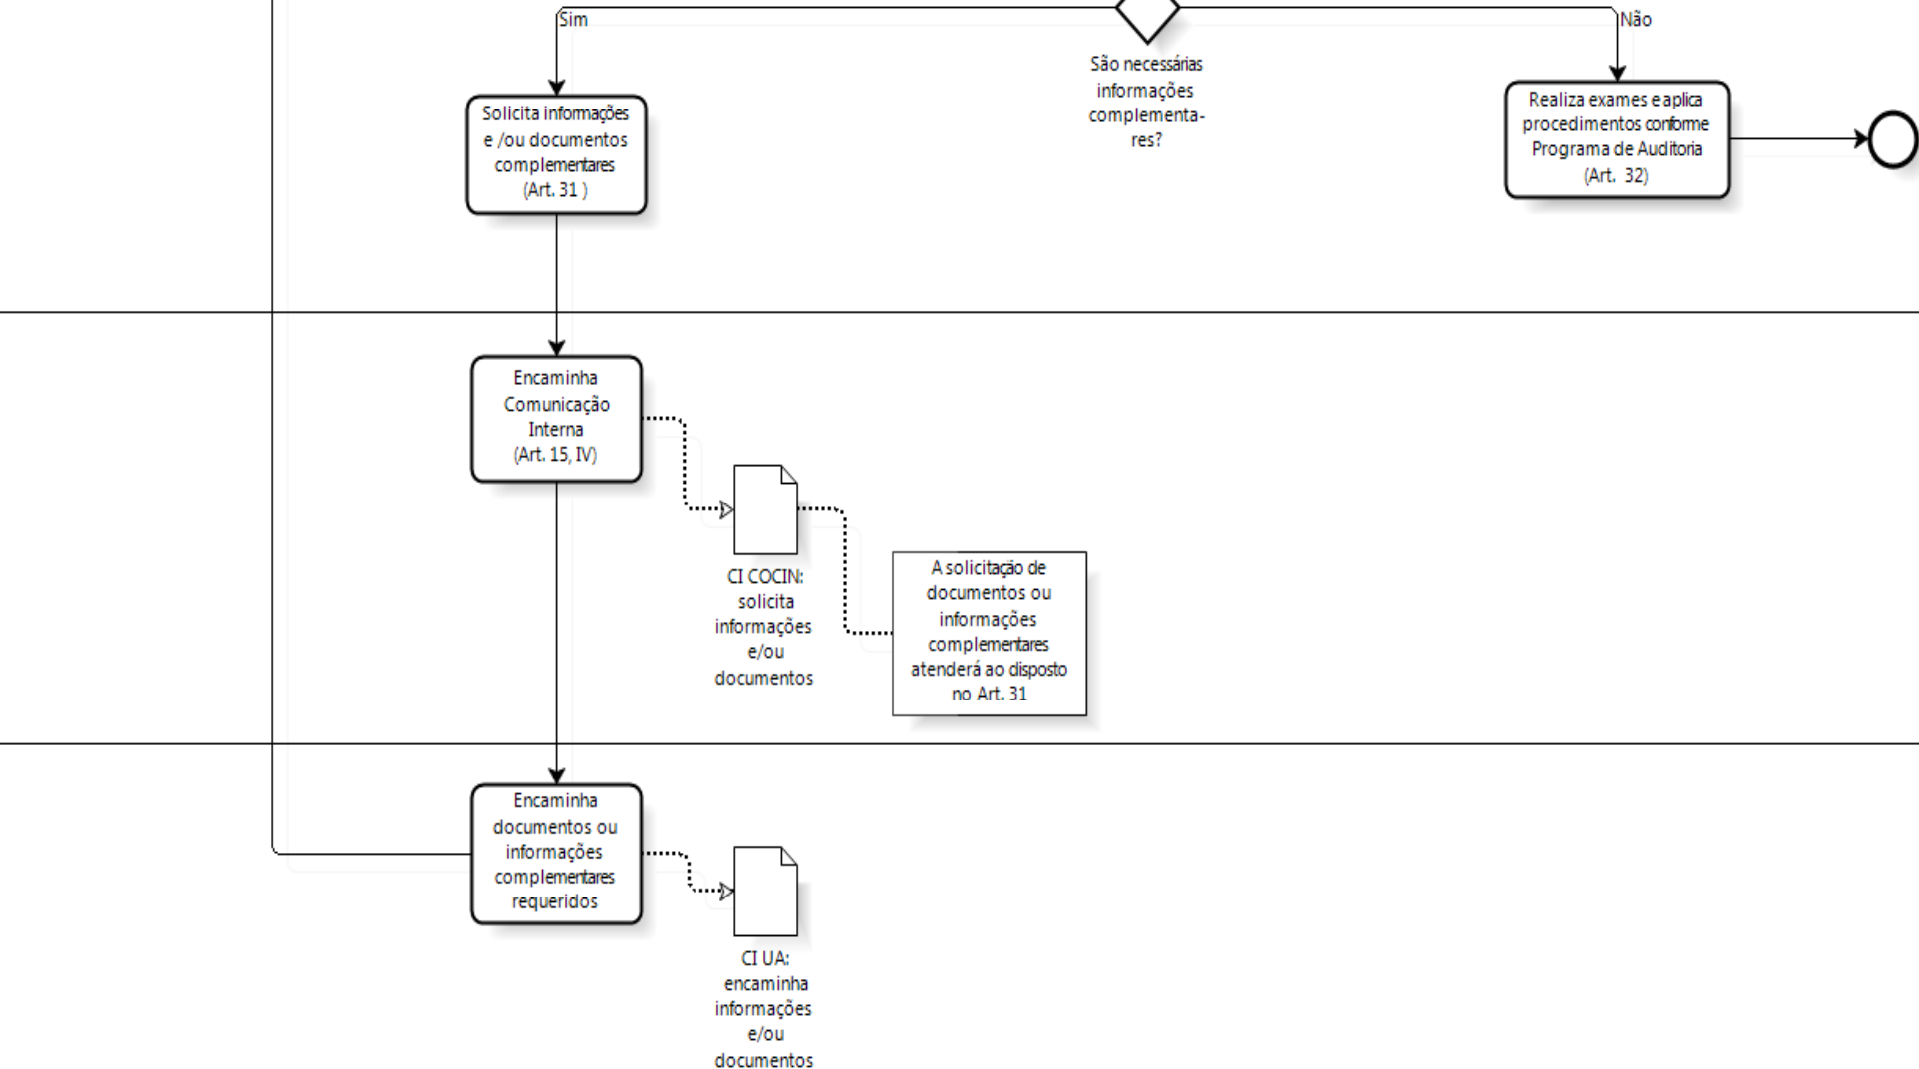 Sim
Não
São necessárias
informações
complementa-
res?
Solicita informações
e /ou documentos
complementares
(Art. 31 )
Realiza exames e aplica
procedimentos conforme
Programa de Auditoria
(Art. 32)
Encaminha
Comunicação
Interna
(Art. 15, IV)
CI COCIN:
solicita
informações
e/ou
documentos
A solicitação de
documentos ou
informações
complementares
atenderá ao disposto
no Art. 31
Encaminha
documentos ou
informações
complementares
requeridos
CI UA:
encaminha
informações
e/ou
documentos